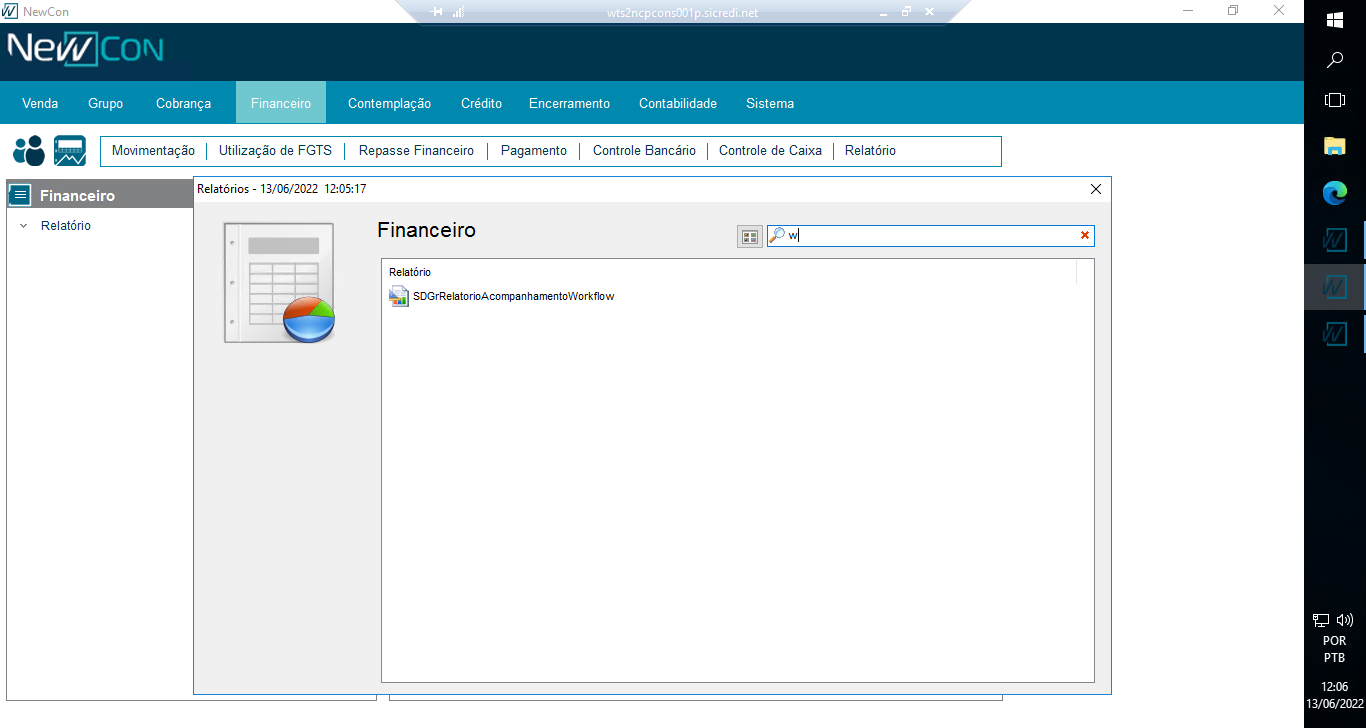 NewCon
wts2ncpcons001p.sicredi.net
NewCon
Venda Grupo Cobrança Financeiro Contemplação Crédito Encerramento Contabilidade Sistema
Movimentação Utilização de FGTS Repasse Financeiro Pagamento Controle Bancário Controle de Caixa Relatório
Financeiro
Relatório
Relatórios - 13/06/2022 12:05:17
Financeiro
w
Relatório
SDGrRelatorioAcompanhamentoWorkflow
POR
PTB
12:06
13/06/2022